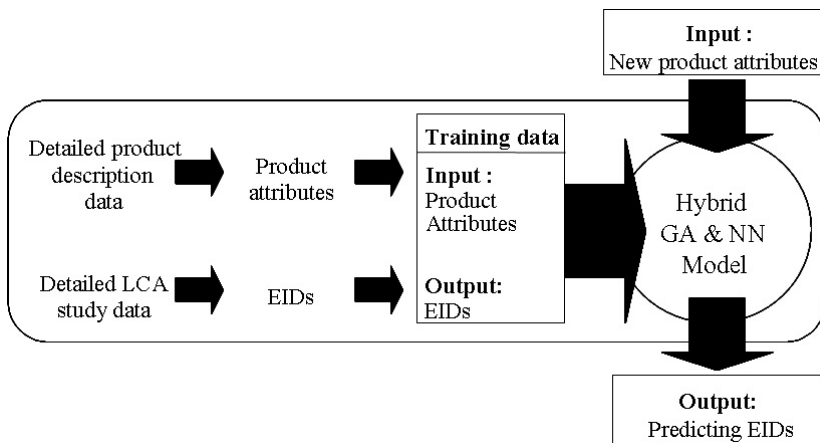 Input :
New product attributes
Detailed product
description
data
Product
attributes
Training data
Input :
Product
Attributes
Hybrid
GA & NN
Model
Detailed LCA
study data
EIDs
Output:
EIDs
Output:
Predicting EIDs